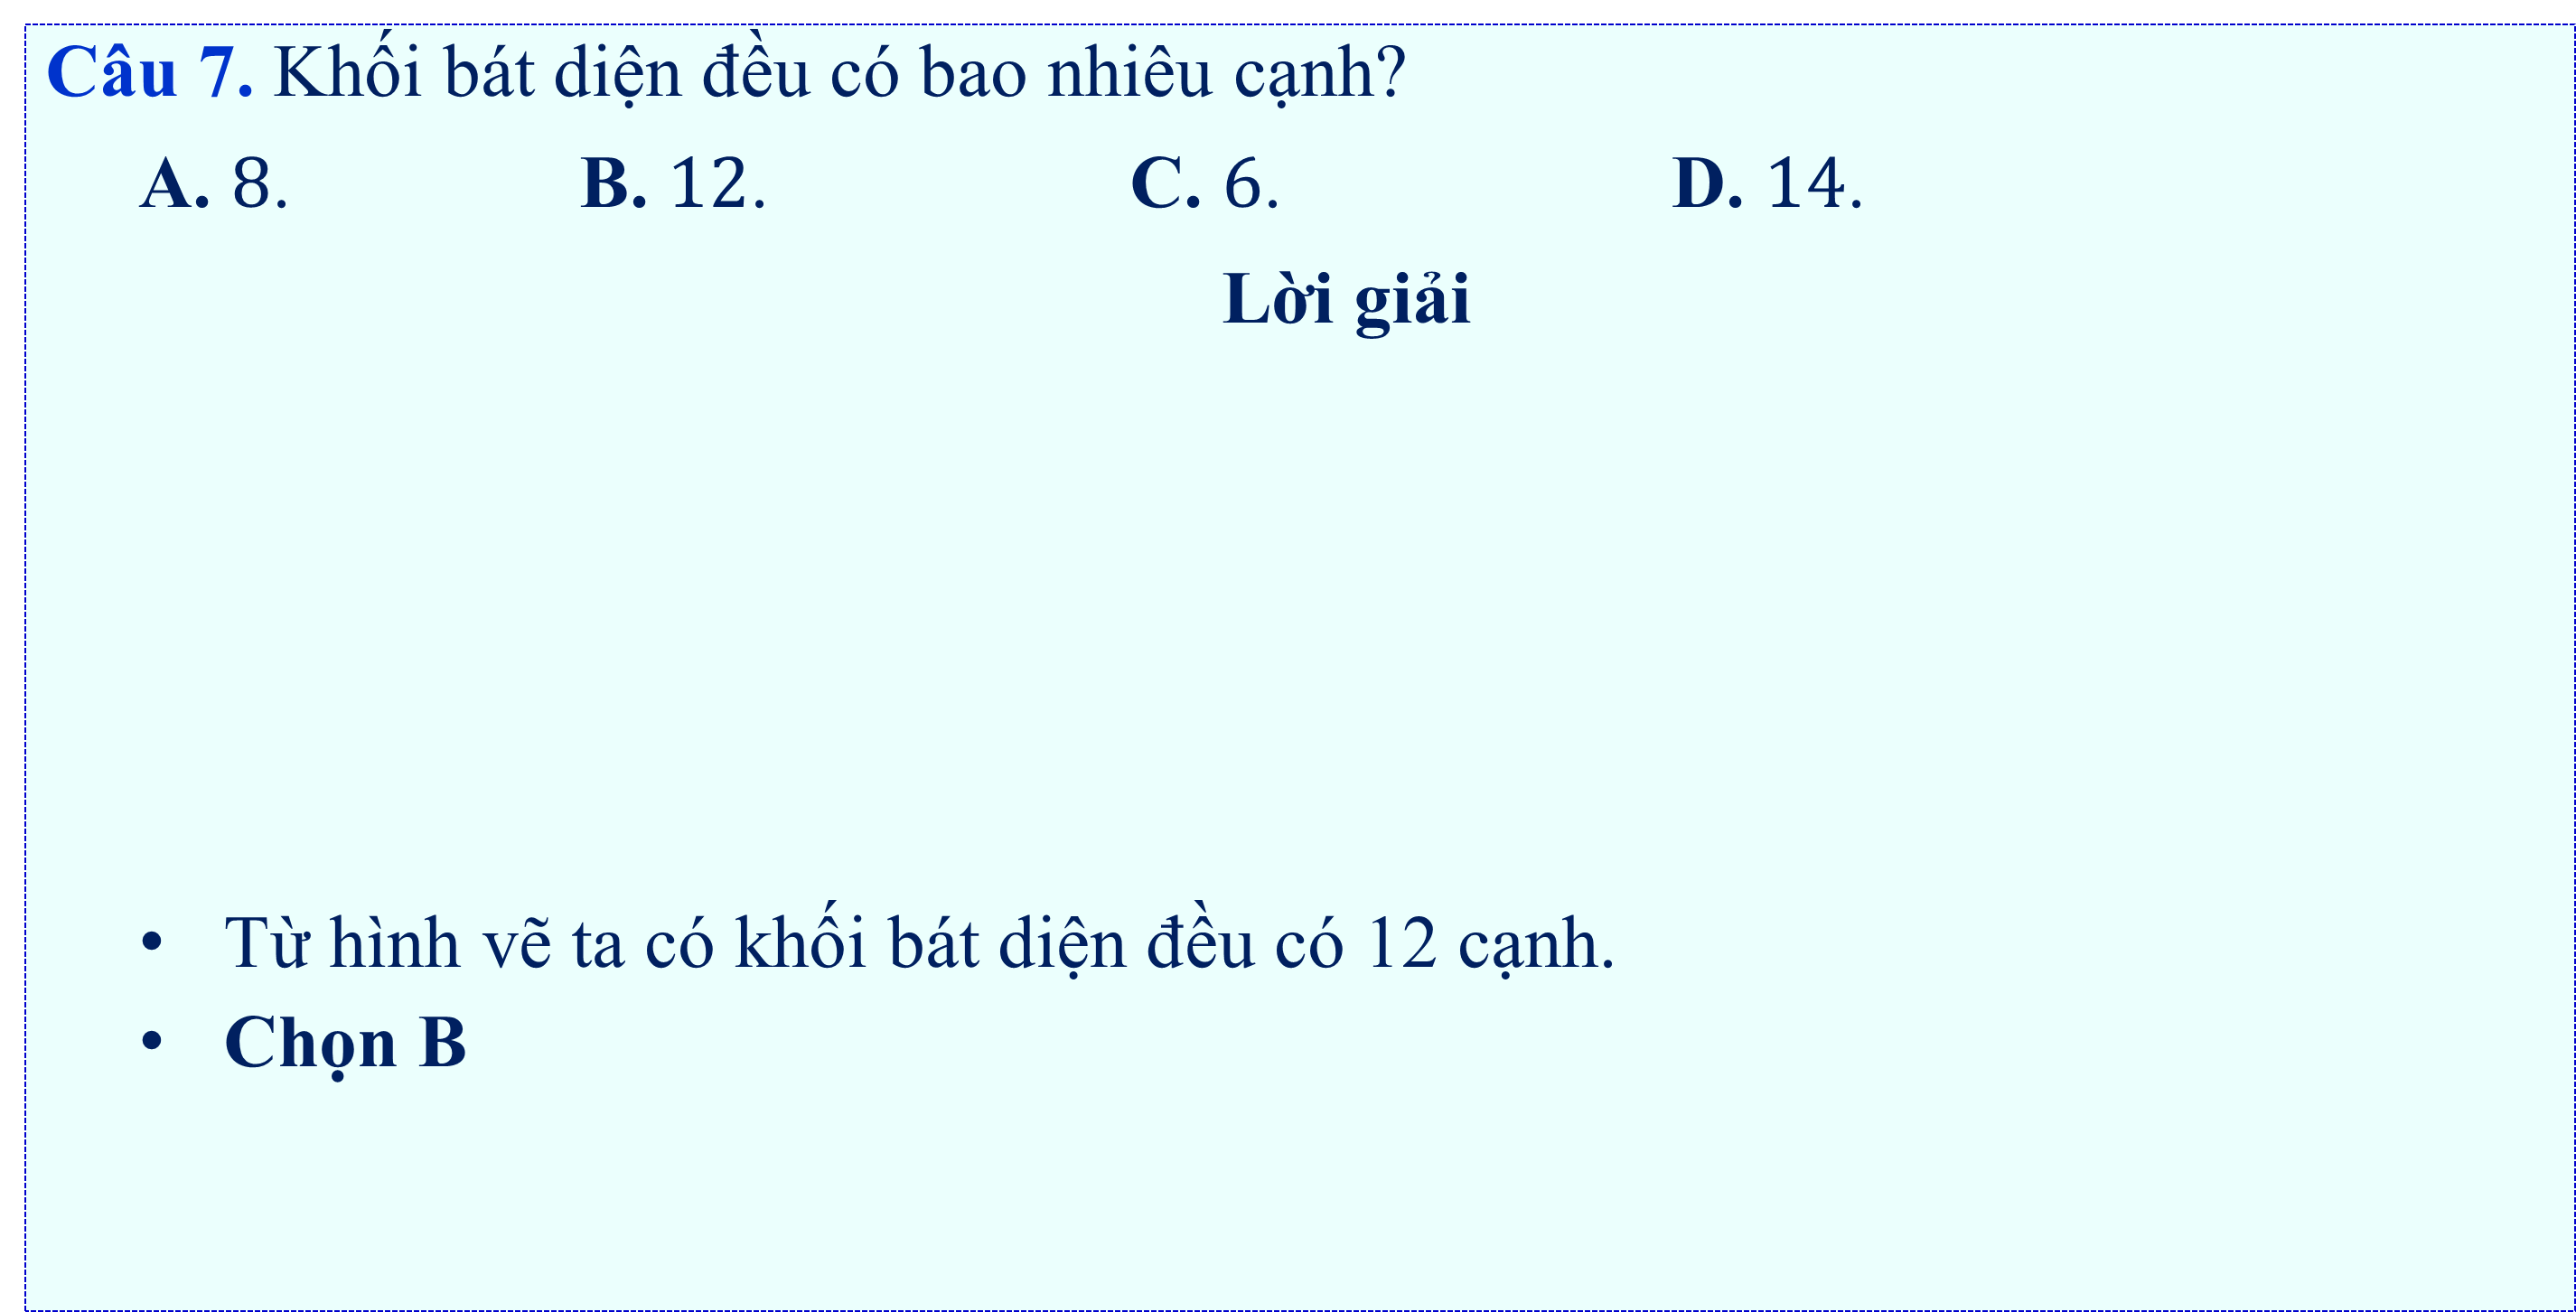 Câu 7. Khối bát diện đều có bao nhiêu cạnh?
A. 8. B. 12. C. 6. D. 14.
Lời giải
• Từ hình vẽ ta có khối bát diện đều có 12 cạnh.
• Chọn B